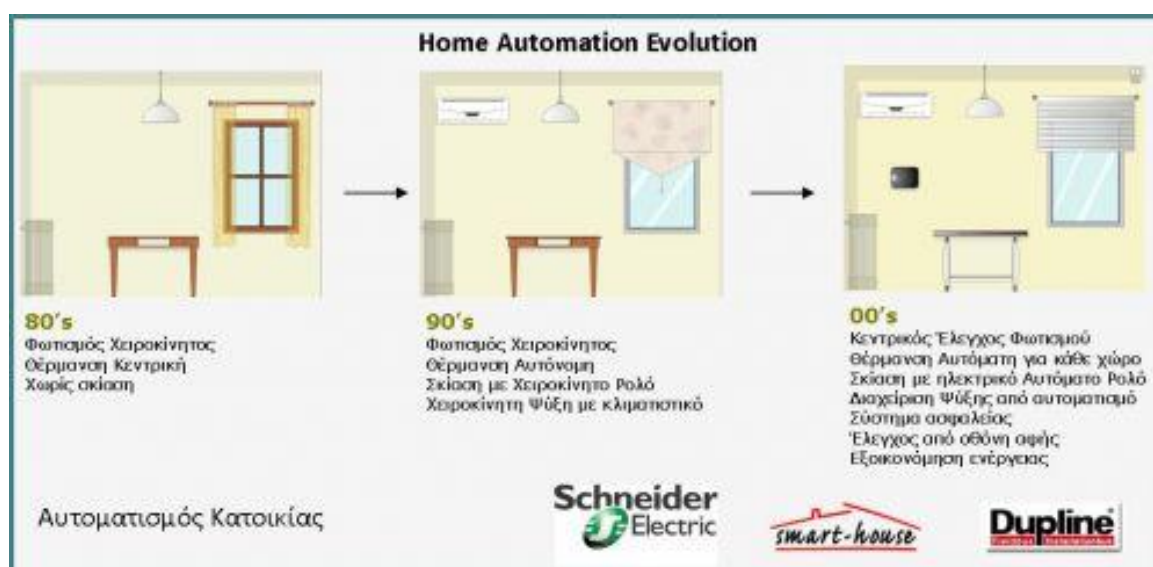 Home Automation Evolution
80's
Φωτισμός Χειροκίνητος
Θέρμανση Κεντρική
Χωρίς σκίαση
90's
Φωτισμός Χειροκίνητος
Θέρμανση Αυτόνομη
Σκίαση με Χειροκίνητο Ρολό
Χειροκίνητη Ψύξη με κλιματιστικό
00's
Κεντρικός Έλεγχος Φωτισμού
Θέρμανση Αυτόματη για κάθε χώρο
Σκίαση με ηλεκτρικό Αυτόματο Ρολό
Διαχείριση Ψύξης από αυτοματισμό
Σύστημα ασφαλείας
Έλεγχος από οθόνη αφής
Εξοικονόμηση ενέργειας
Αυτοματισμός Κατοικίας
Schneider
Electric
smart-house
Dupline